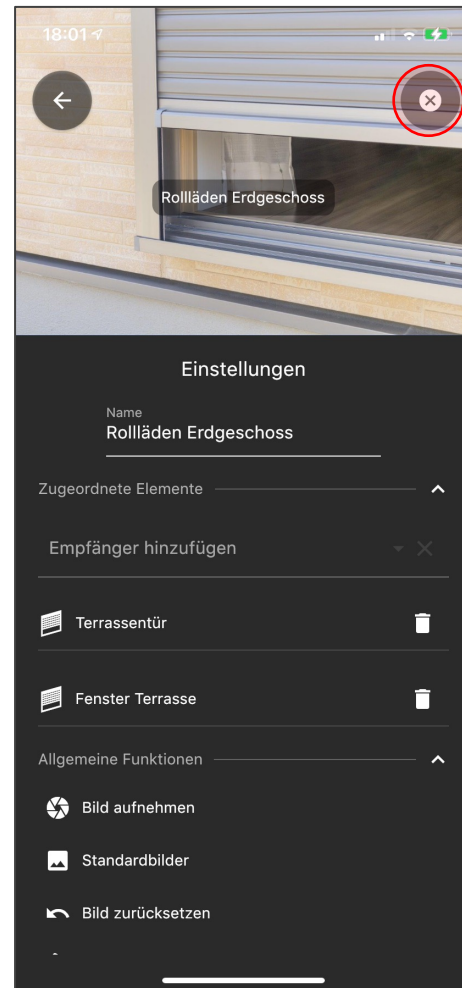 18:01
Rollläden Erdgeschoss
Einstellungen
Name
Rollläden Erdgeschoss
Zugeordnete Elemente
Empfänger hinzufügen
Terrassentür
Fenster Terrasse
Allgemeine Funktionen
Bild aufnehmen
Standardbilder
Bild zurücksetzen